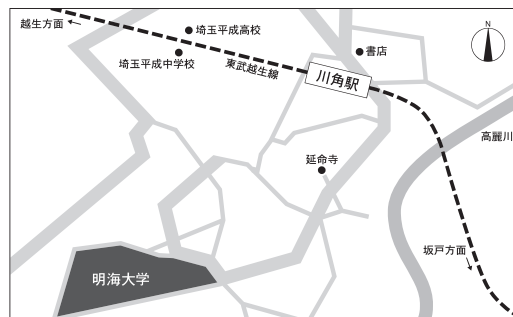 越生方面
埼玉平成高校
埼玉平成中学校
東武越生線
川角駅
書店
N
高麗川
延命寺
坂戸方面
明海大学